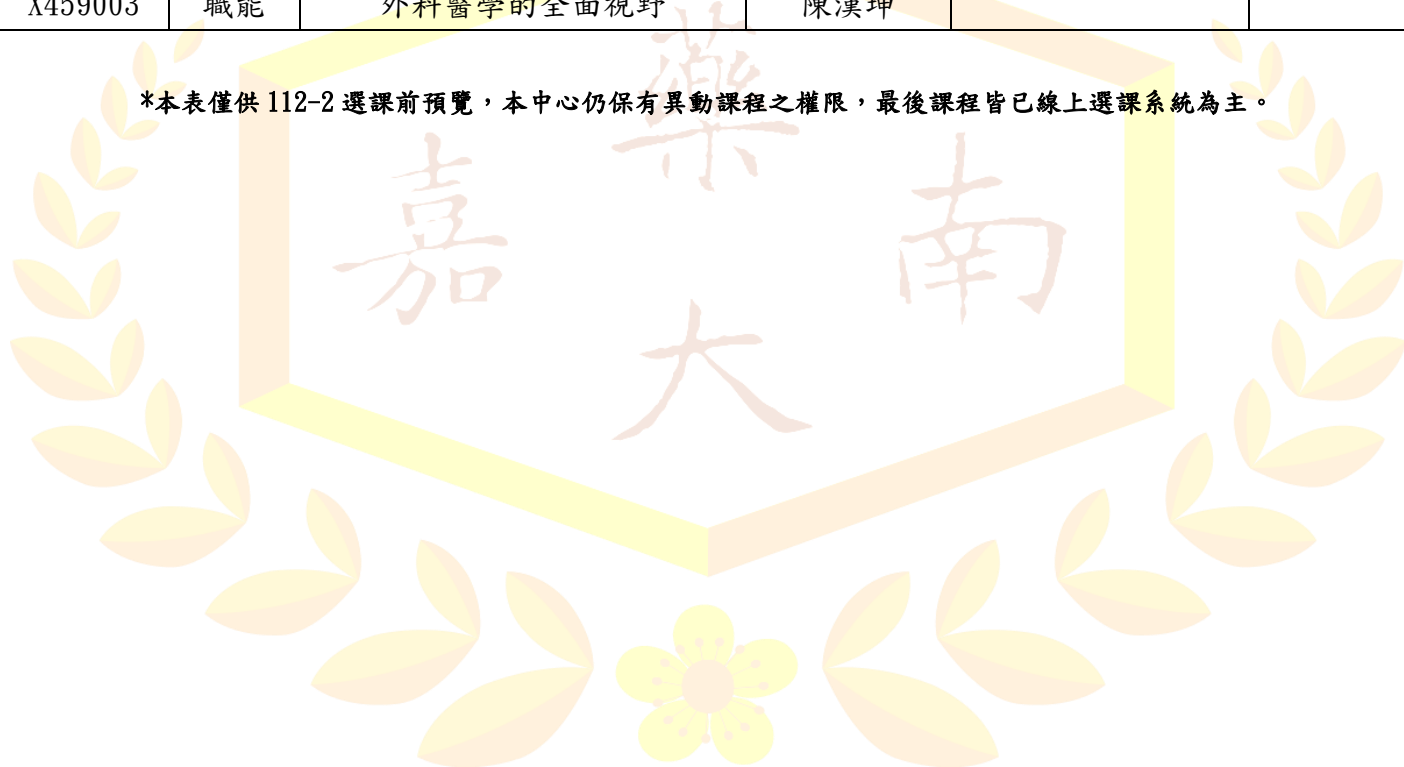 X459003 職能 外科醫學的全面視野 陳漢坤
*本表僅供 112-2 選課前預覽，本中心仍保有異動課程之權限，最後課程皆已線上選課系統為主。
藥
嘉 南
大